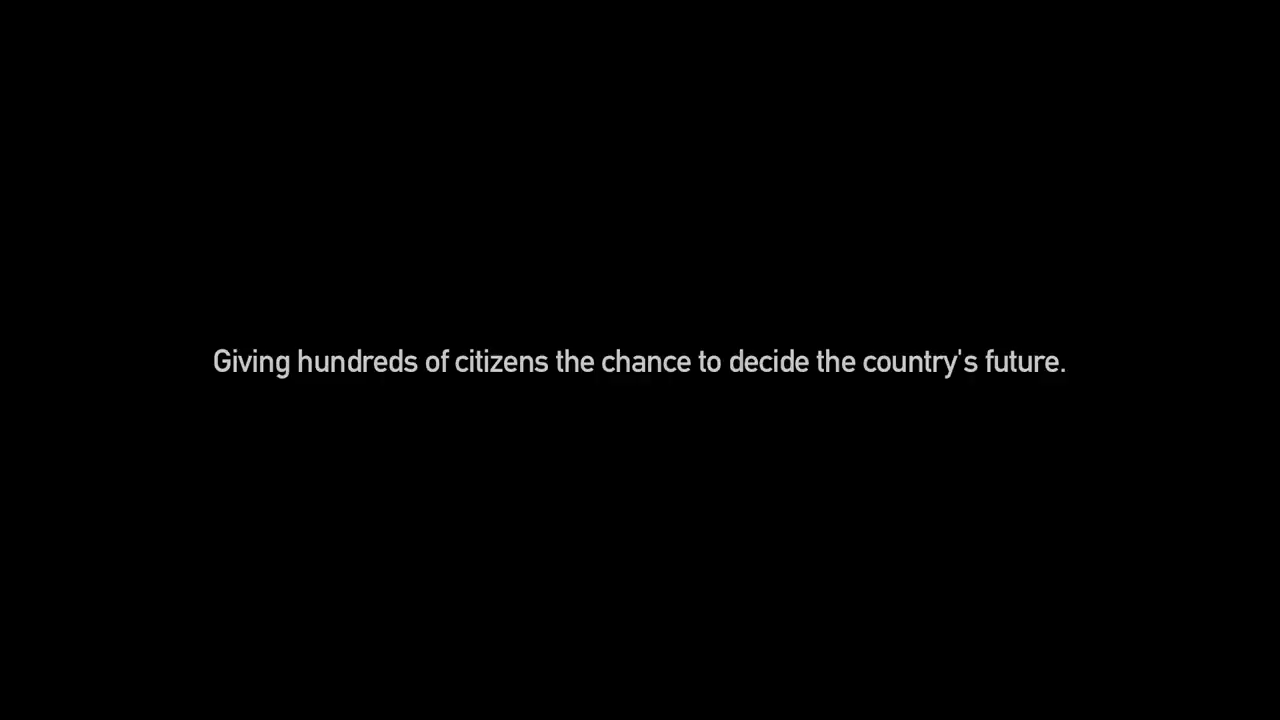 Giving hundreds of citizens the chance to decide the country's future.